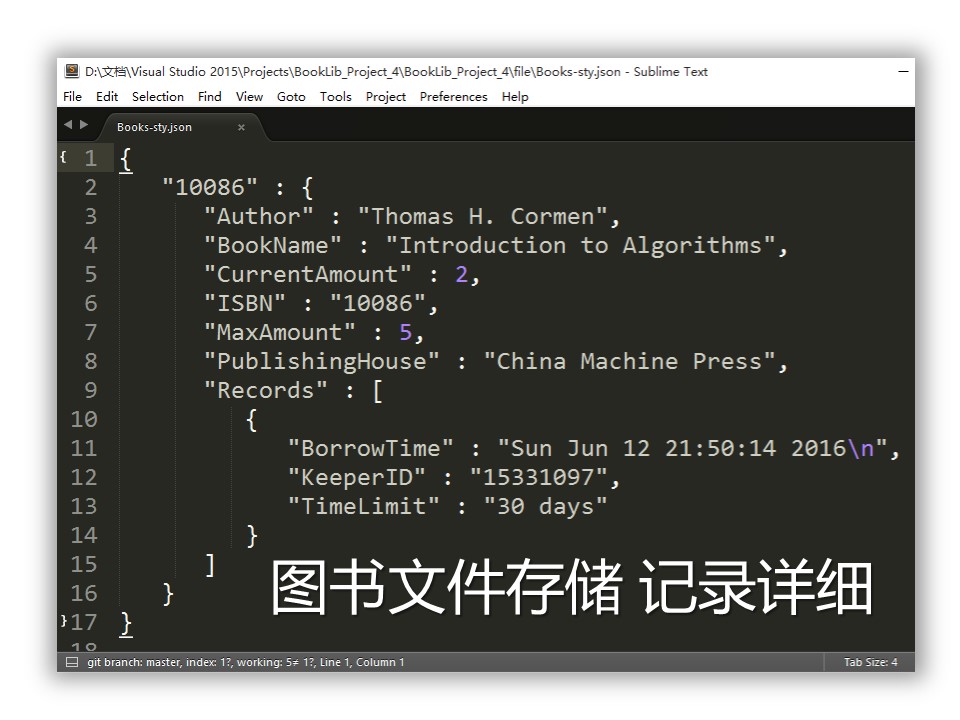 D:\文档\Visual Studio 2015\Projects\BookLib_Project_4\BookLib_Project_4\file\Books-sty.json - Sublime Text
File Edit Selection Find View Goto Tools Project Preferences Help
Books-sty.json ×
{ 1 {
2 "10086" : {
3 "Author" : "Thomas H. Cormen",
4 "BookName" : "Introduction to Algorithms",
5 "CurrentAmount" : 2,
6 "ISBN" : "10086",
7 "MaxAmount" : 5,
8 "PublishingHouse" : "China Machine Press",
9 "Records" : [
10 {
11 "BorrowTime" : "Sun Jun 12 21:50:14 2016\n",
12 "KeeperID" : "15331097",
13 "TimeLimit" : "30 days"
14 }
15 ]
16 }
} 17 }
18
图书文件存储 记录详细
git branch: master, index: 1?, working: 5≠ 1?, Line 1, Column 1 Tab Size: 4